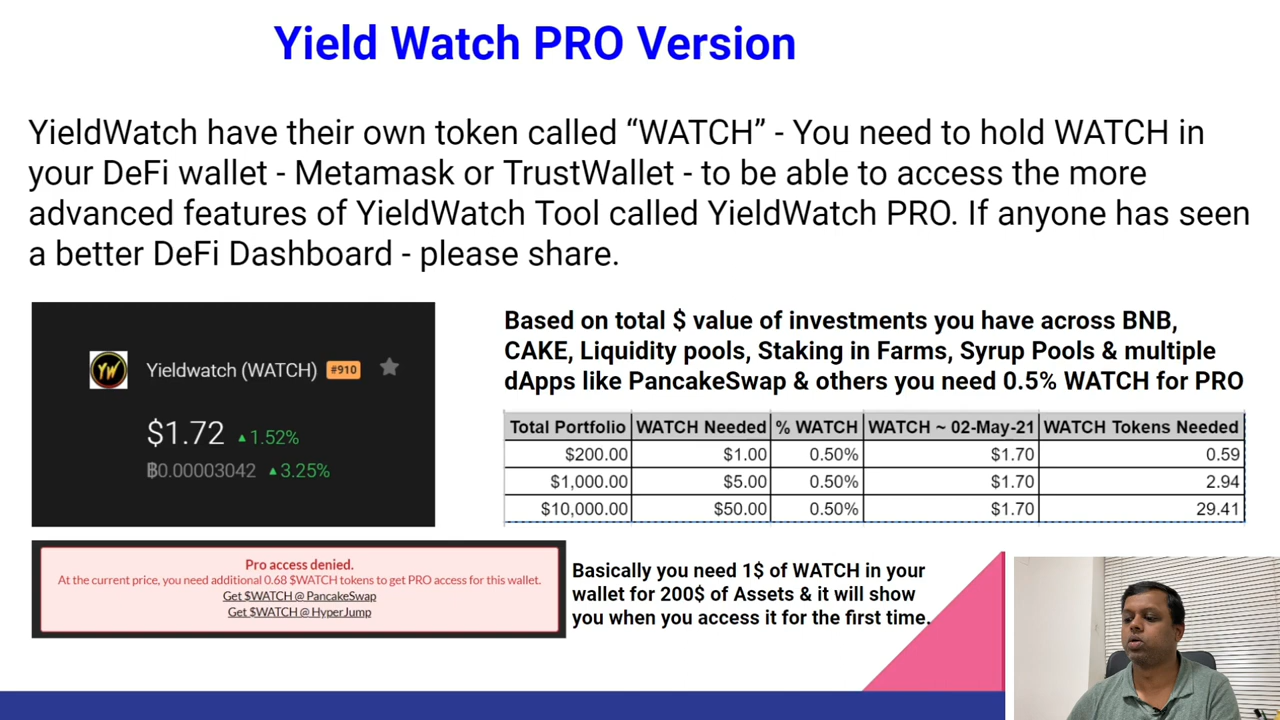 Yield Watch PRO Version
YieldWatch have their own token called “WATCH” - You need to hold WATCH in
your DeFi wallet - Metamask or TrustWallet - to be able to access the more
advanced features of YieldWatch Tool called YieldWatch PRO. If anyone has seen
a better DeFi Dashboard - please share.
YW
Yieldwatch (WATCH) #910
$1.72 ▲1.52%
฿0.00003042 ▲3.25%
Based on total $ value of investments you have across BNB,
CAKE, Liquidity pools, Staking in Farms, Syrup Pools & multiple
dApps like PancakeSwap & others you need 0.5% WATCH for PRO
Total Portfolio WATCH Needed % WATCH WATCH ~ 02-May-21 WATCH Tokens Needed
$200.00 $1.00 0.50% $1.70 0.59
$1,000.00 $5.00 0.50% $1.70 2.94
$10,000.00 $50.00 0.50% $1.70 29.41
Pro access denied.
At the current price, you need additional 0.68 $WATCH tokens to get PRO access for this wallet.
Get $WATCH @ PancakeSwap
Get $WATCH @ HyperJump
Basically you need 1$ of WATCH in your
wallet for 200$ of Assets & it will show
you when you access it for the first time.